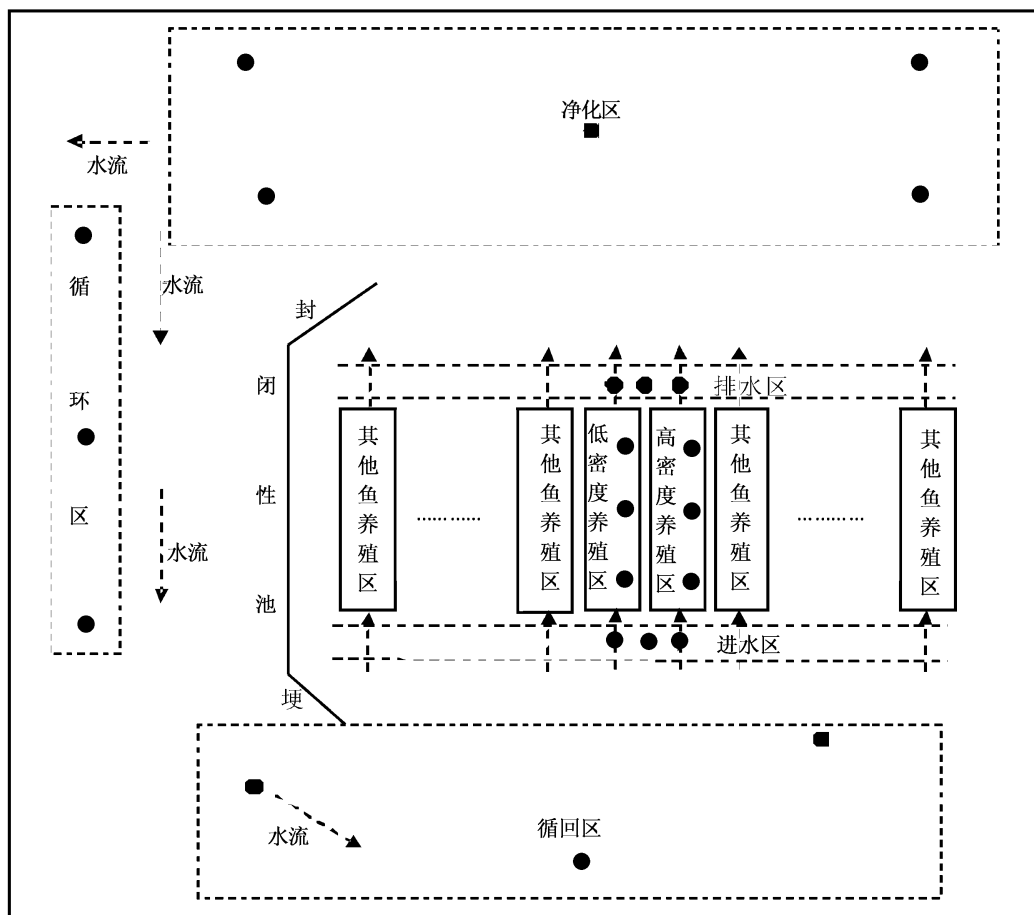 净化区
水流
循环区
水流
水流
封闭性池埂
排水区
其他鱼养殖区
…………
其他鱼养殖区
低密度养殖区
高密度养殖区
其他鱼养殖区
…………
其他鱼养殖区
进水区
水流
循回区